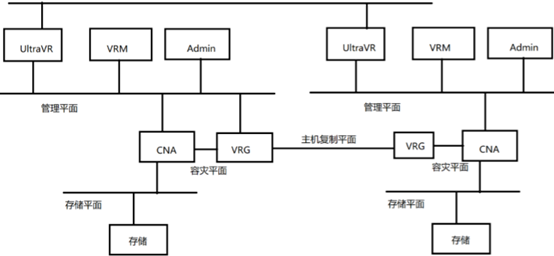 UltraVR VRM Admin UltraVR VRM Admin
管理平面 管理平面
CNA VRG 主机复制平面 VRG CNA
容灾平面 容灾平面
存储平面 存储平面
存储 存储